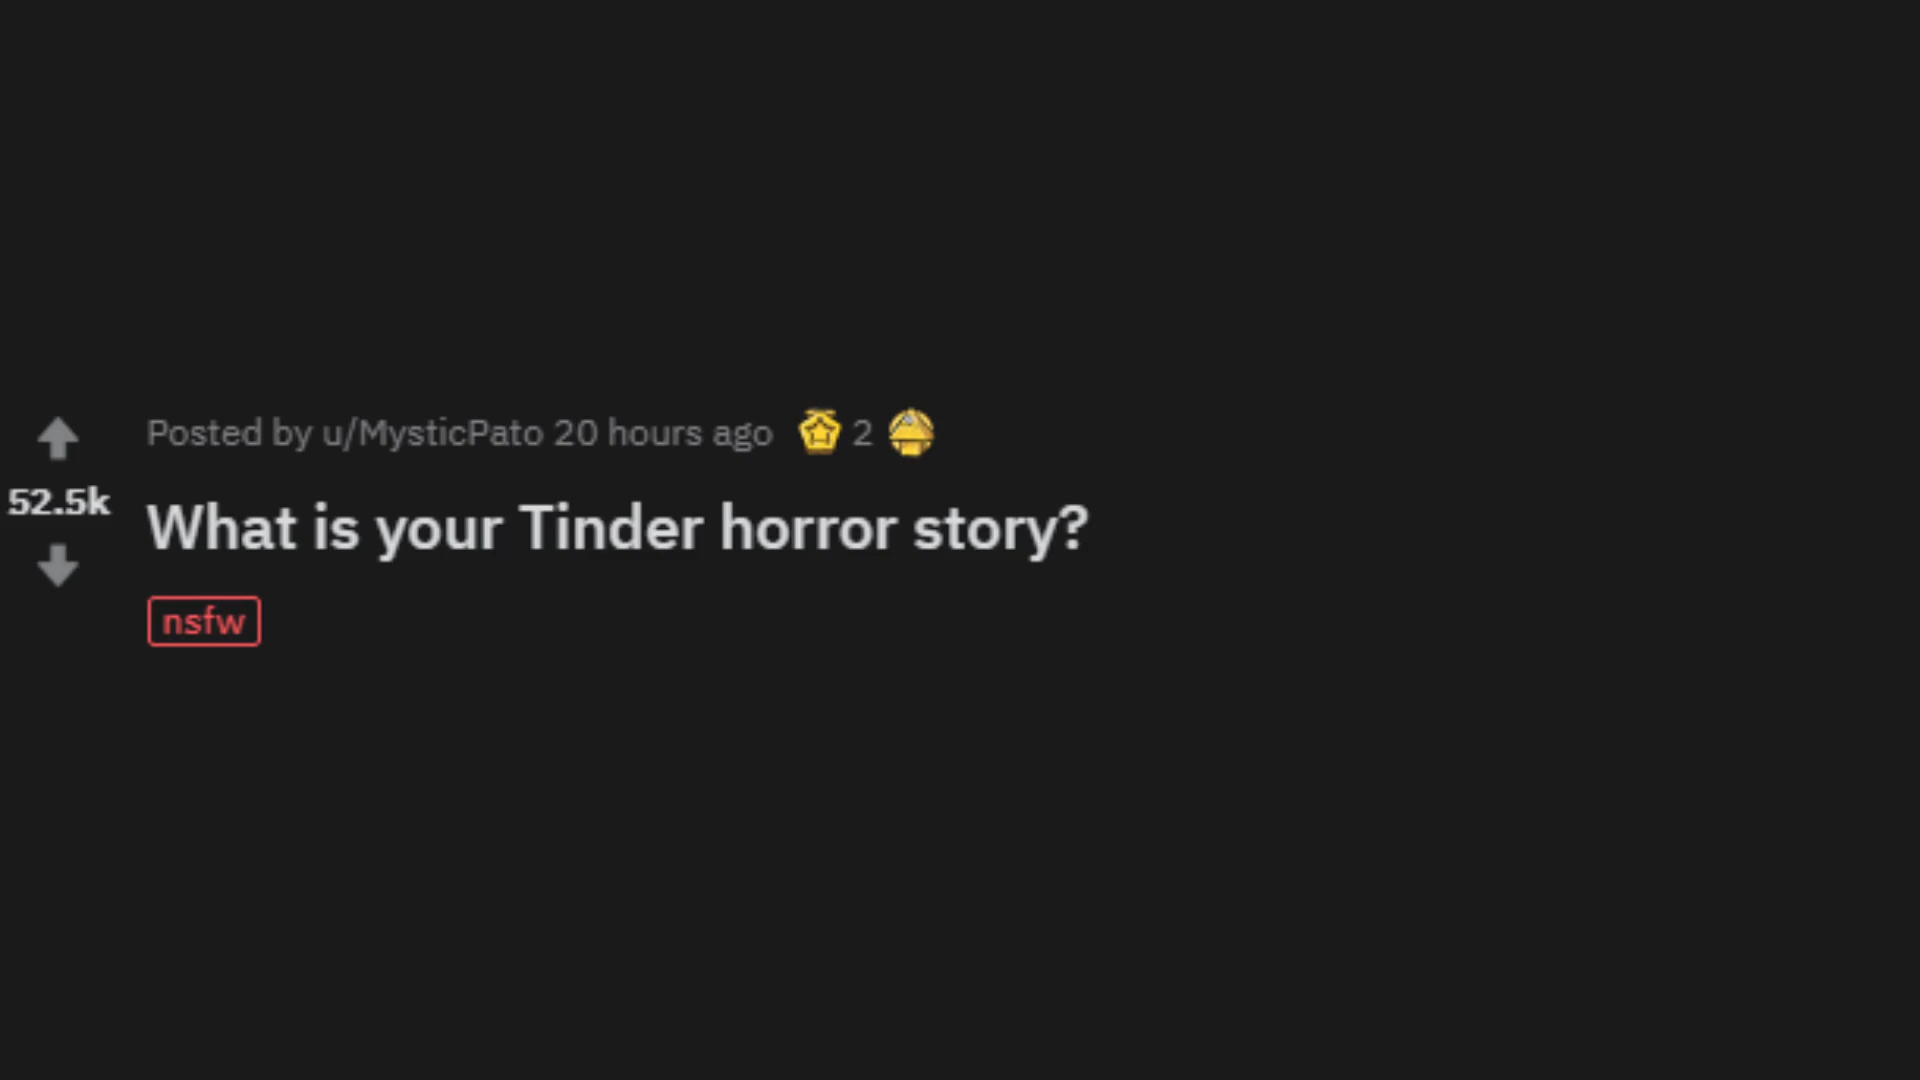 Posted by u/MysticPato 20 hours ago 2
52.5k
What is your Tinder horror story?
nsfw